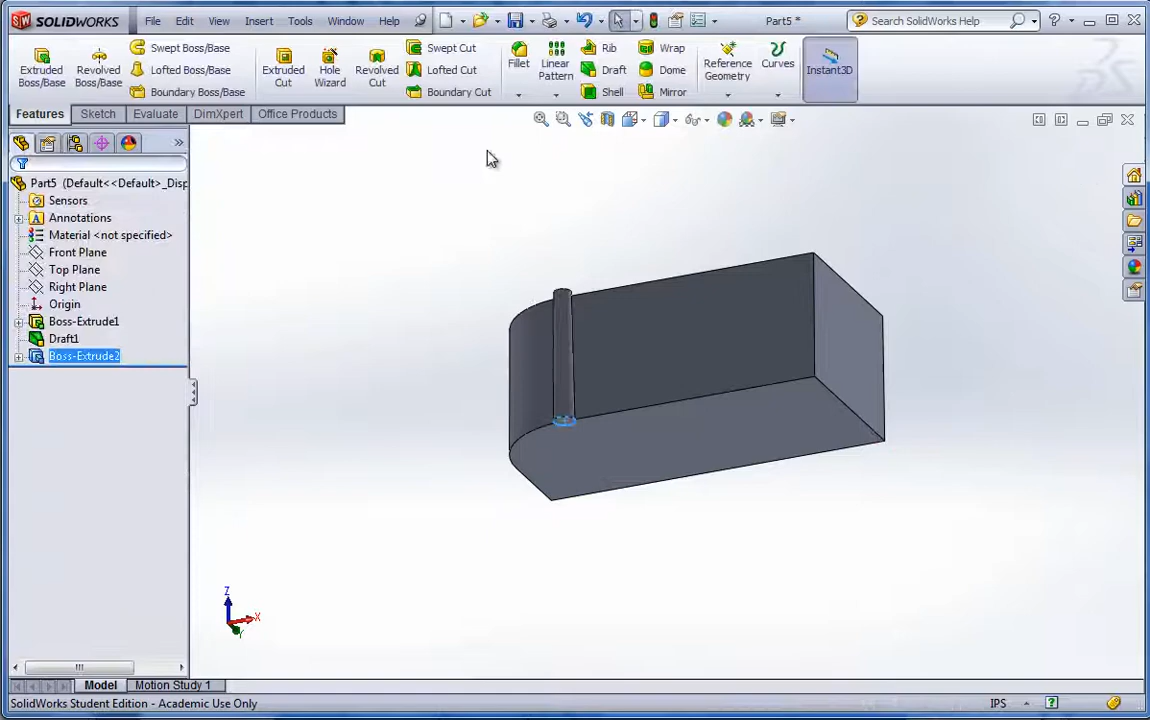 SOLIDWORKS File Edit View Insert Tools Window Help Part5 * Search SolidWorks Help
Extruded Boss/Base Revolved Boss/Base Swept Boss/Base Lofted Boss/Base Boundary Boss/Base Extruded Cut Hole Wizard Revolved Cut Swept Cut Lofted Cut Boundary Cut Fillet Linear Pattern Rib Draft Shell Wrap Dome Mirror Reference Geometry Curves Instant3D
Features Sketch Evaluate DimXpert Office Products
Part5 (Default<<Default>_Disp
Sensors
Annotations
Material <not specified>
Front Plane
Top Plane
Right Plane
Origin
Boss-Extrude1
Draft1
Boss-Extrude2
Z
X
Y
Model Motion Study 1
SolidWorks Student Edition - Academic Use Only IPS